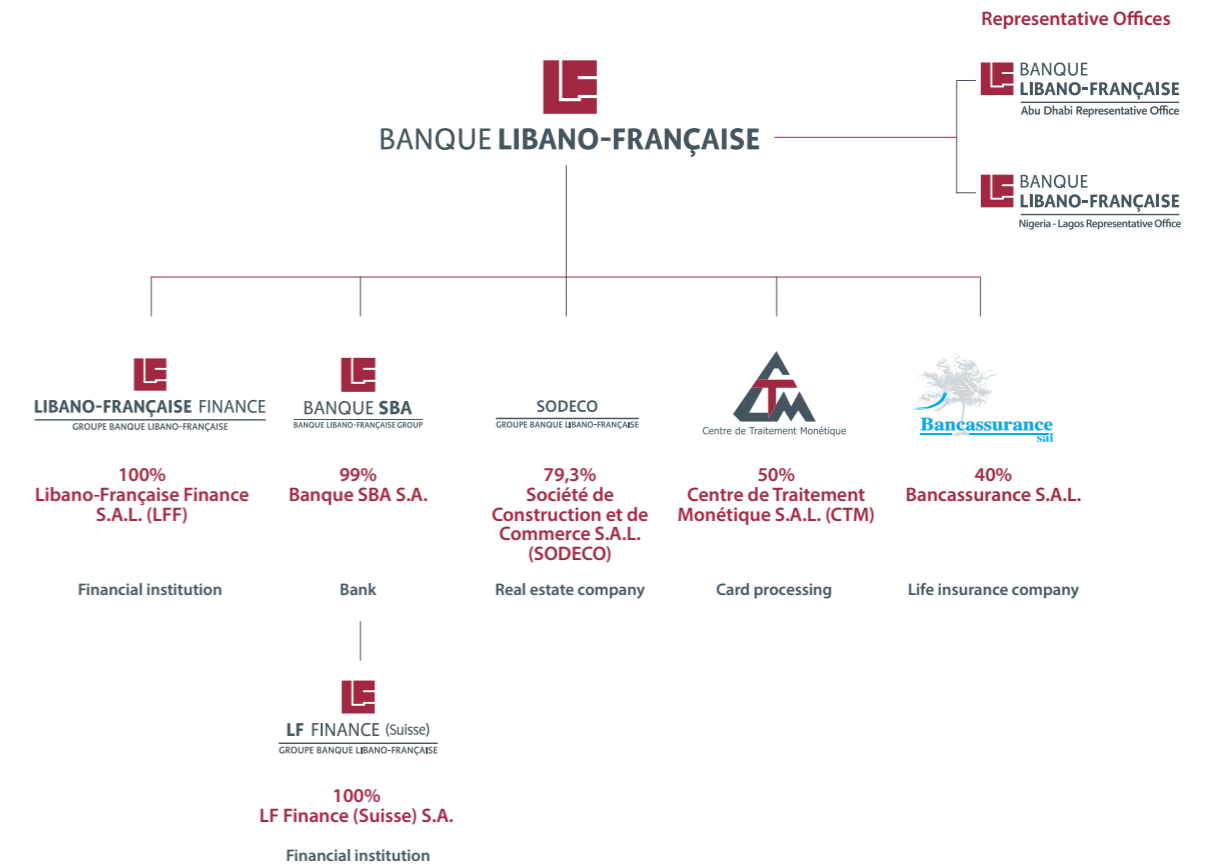 Representative Offices
BANQUE
LIBANO-FRANÇAISE
Abu Dhabi Representative Office
BANQUE LIBANO-FRANÇAISE
BANQUE
LIBANO-FRANÇAISE
Nigeria - Lagos Representative Office
LIBANO-FRANÇAISE FINANCE
GROUPE BANQUE LIBANO-FRANÇAISE
100%
Libano-Française Finance
S.A.L. (LFF)
Financial institution
BANQUE SBA
BANQUE LIBANO-FRANÇAISE GROUP
99%
Banque SBA S.A.
Bank
LF FINANCE (Suisse)
GROUPE BANQUE LIBANO-FRANÇAISE
100%
LF Finance (Suisse) S.A.
Financial institution
SODECO
GROUPE BANQUE LIBANO-FRANÇAISE
79,3%
Société de
Construction et de
Commerce S.A.L.
(SODECO)
Real estate company
CTM
Centre de Traitement Monétique
50%
Centre de Traitement
Monétique S.A.L. (CTM)
Card processing
Bancassurance
sal
40%
Bancassurance S.A.L.
Life insurance company